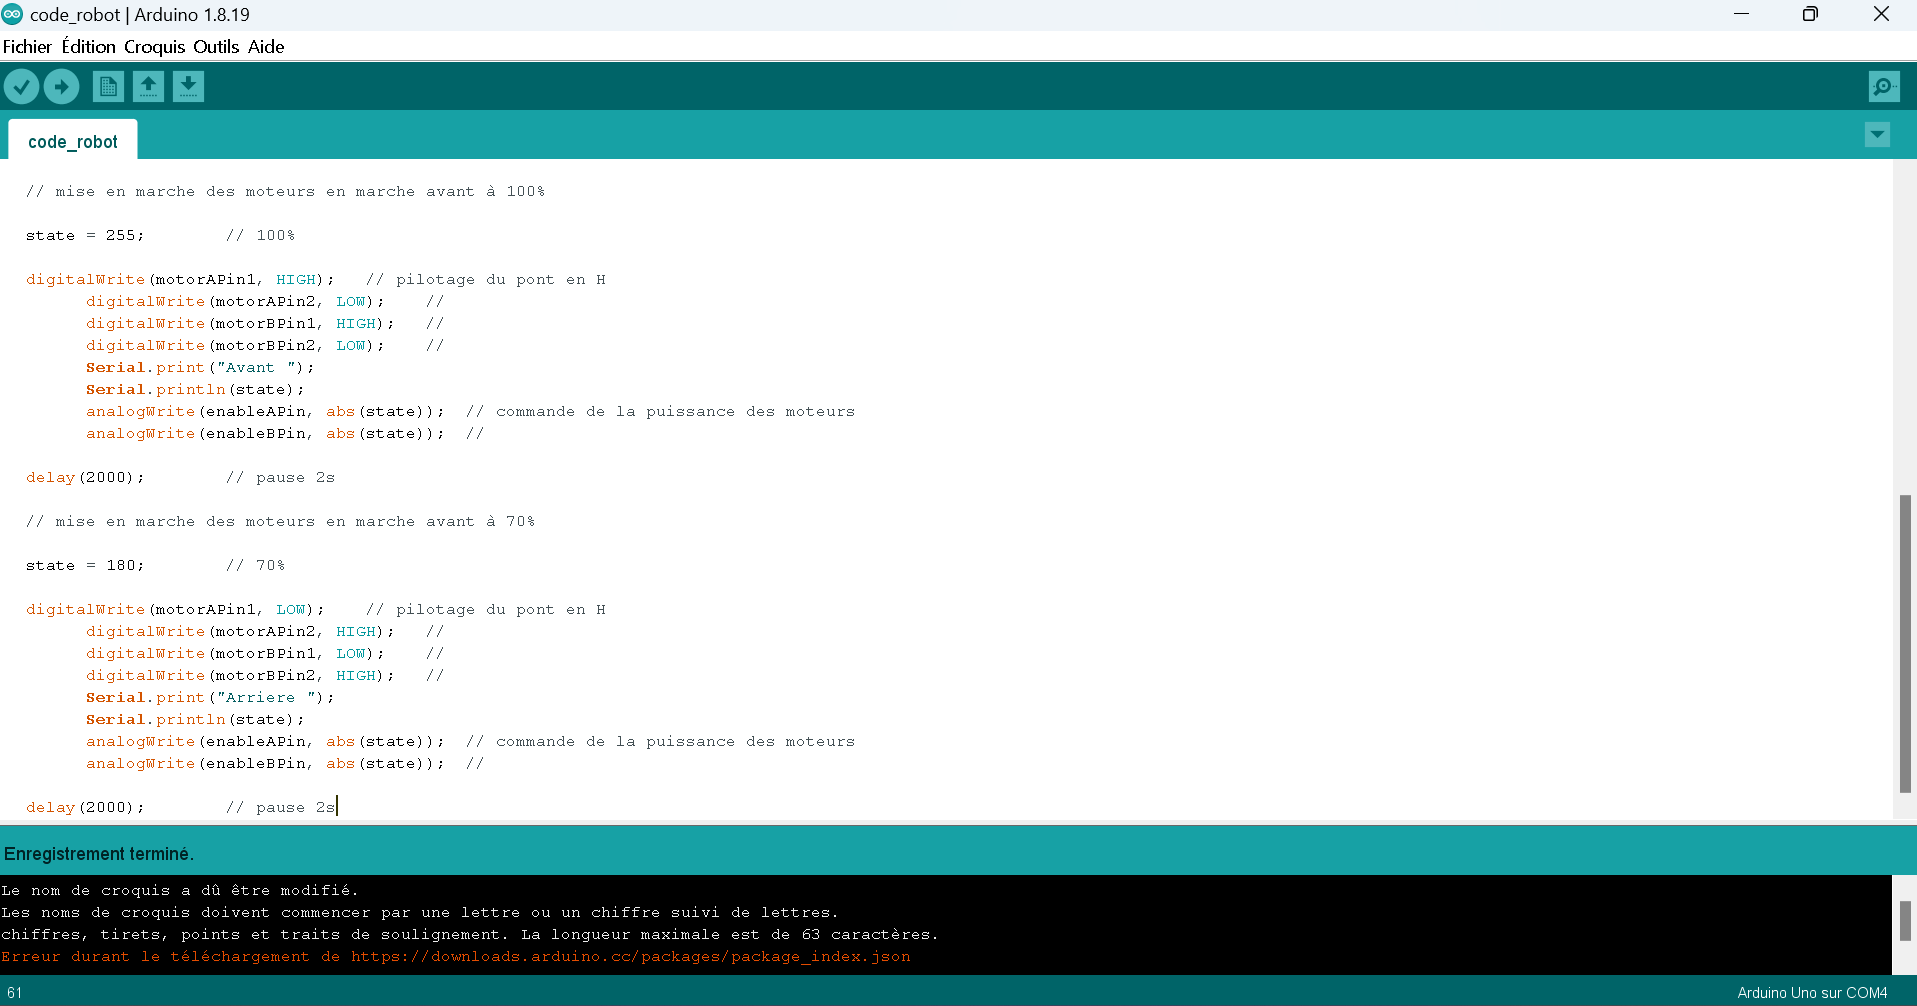 code_robot | Arduino 1.8.19
Fichier Édition Croquis Outils Aide
code_robot
// mise en marche des moteurs en marche avant à 100%
state = 255;        // 100%
digitalWrite(motorAPin1, HIGH);   // pilotage du pont en H
digitalWrite(motorAPin2, LOW);    //
digitalWrite(motorBPin1, HIGH);   //
digitalWrite(motorBPin2, LOW);    //
Serial.print("Avant ");
Serial.println(state);
analogWrite(enableAPin, abs(state));  // commande de la puissance des moteurs
analogWrite(enableBPin, abs(state));  //
delay(2000);        // pause 2s
// mise en marche des moteurs en marche avant à 70%
state = 180;        // 70%
digitalWrite(motorAPin1, LOW);    // pilotage du pont en H
digitalWrite(motorAPin2, HIGH);   //
digitalWrite(motorBPin1, LOW);    //
digitalWrite(motorBPin2, HIGH);   //
Serial.print("Arriere ");
Serial.println(state);
analogWrite(enableAPin, abs(state));  // commande de la puissance des moteurs
analogWrite(enableBPin, abs(state));  //
delay(2000);        // pause 2s
Enregistrement terminé.
Le nom de croquis a dû être modifié.
Les noms de croquis doivent commencer par une lettre ou un chiffre suivi de lettres.
chiffres, tirets, points et traits de soulignement. La longueur maximale est de 63 caractères.
Erreur durant le téléchargement de https://downloads.arduino.cc/packages/package_index.json
61
Arduino Uno sur COM4